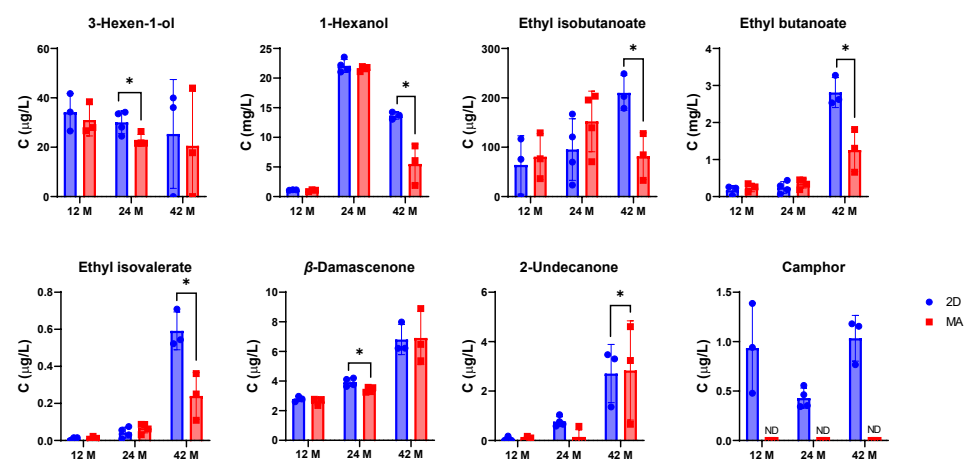 3-Hexen-1-ol
1-Hexanol
Ethyl isobutanoate
Ethyl butanoate
C (µg/L)
60
40
20
0
*
12 M
24 M
42 M
C (mg/L)
25
20
15
10
5
0
*
12 M
24 M
42 M
C (µg/L)
300
200
100
0
*
12 M
24 M
42 M
C (mg/L)
4
3
2
1
0
*
12 M
24 M
42 M
Ethyl isovalerate
β-Damascenone
2-Undecanone
Camphor
C (µg/L)
0.8
0.6
0.4
0.2
0.0
*
12 M
24 M
42 M
C (µg/L)
10
8
6
4
2
0
*
12 M
24 M
42 M
C (µg/L)
6
4
2
0
*
12 M
24 M
42 M
C (µg/L)
2.0
1.5
1.0
0.5
0.0
ND
ND
ND
12 M
24 M
42 M
2D
MA